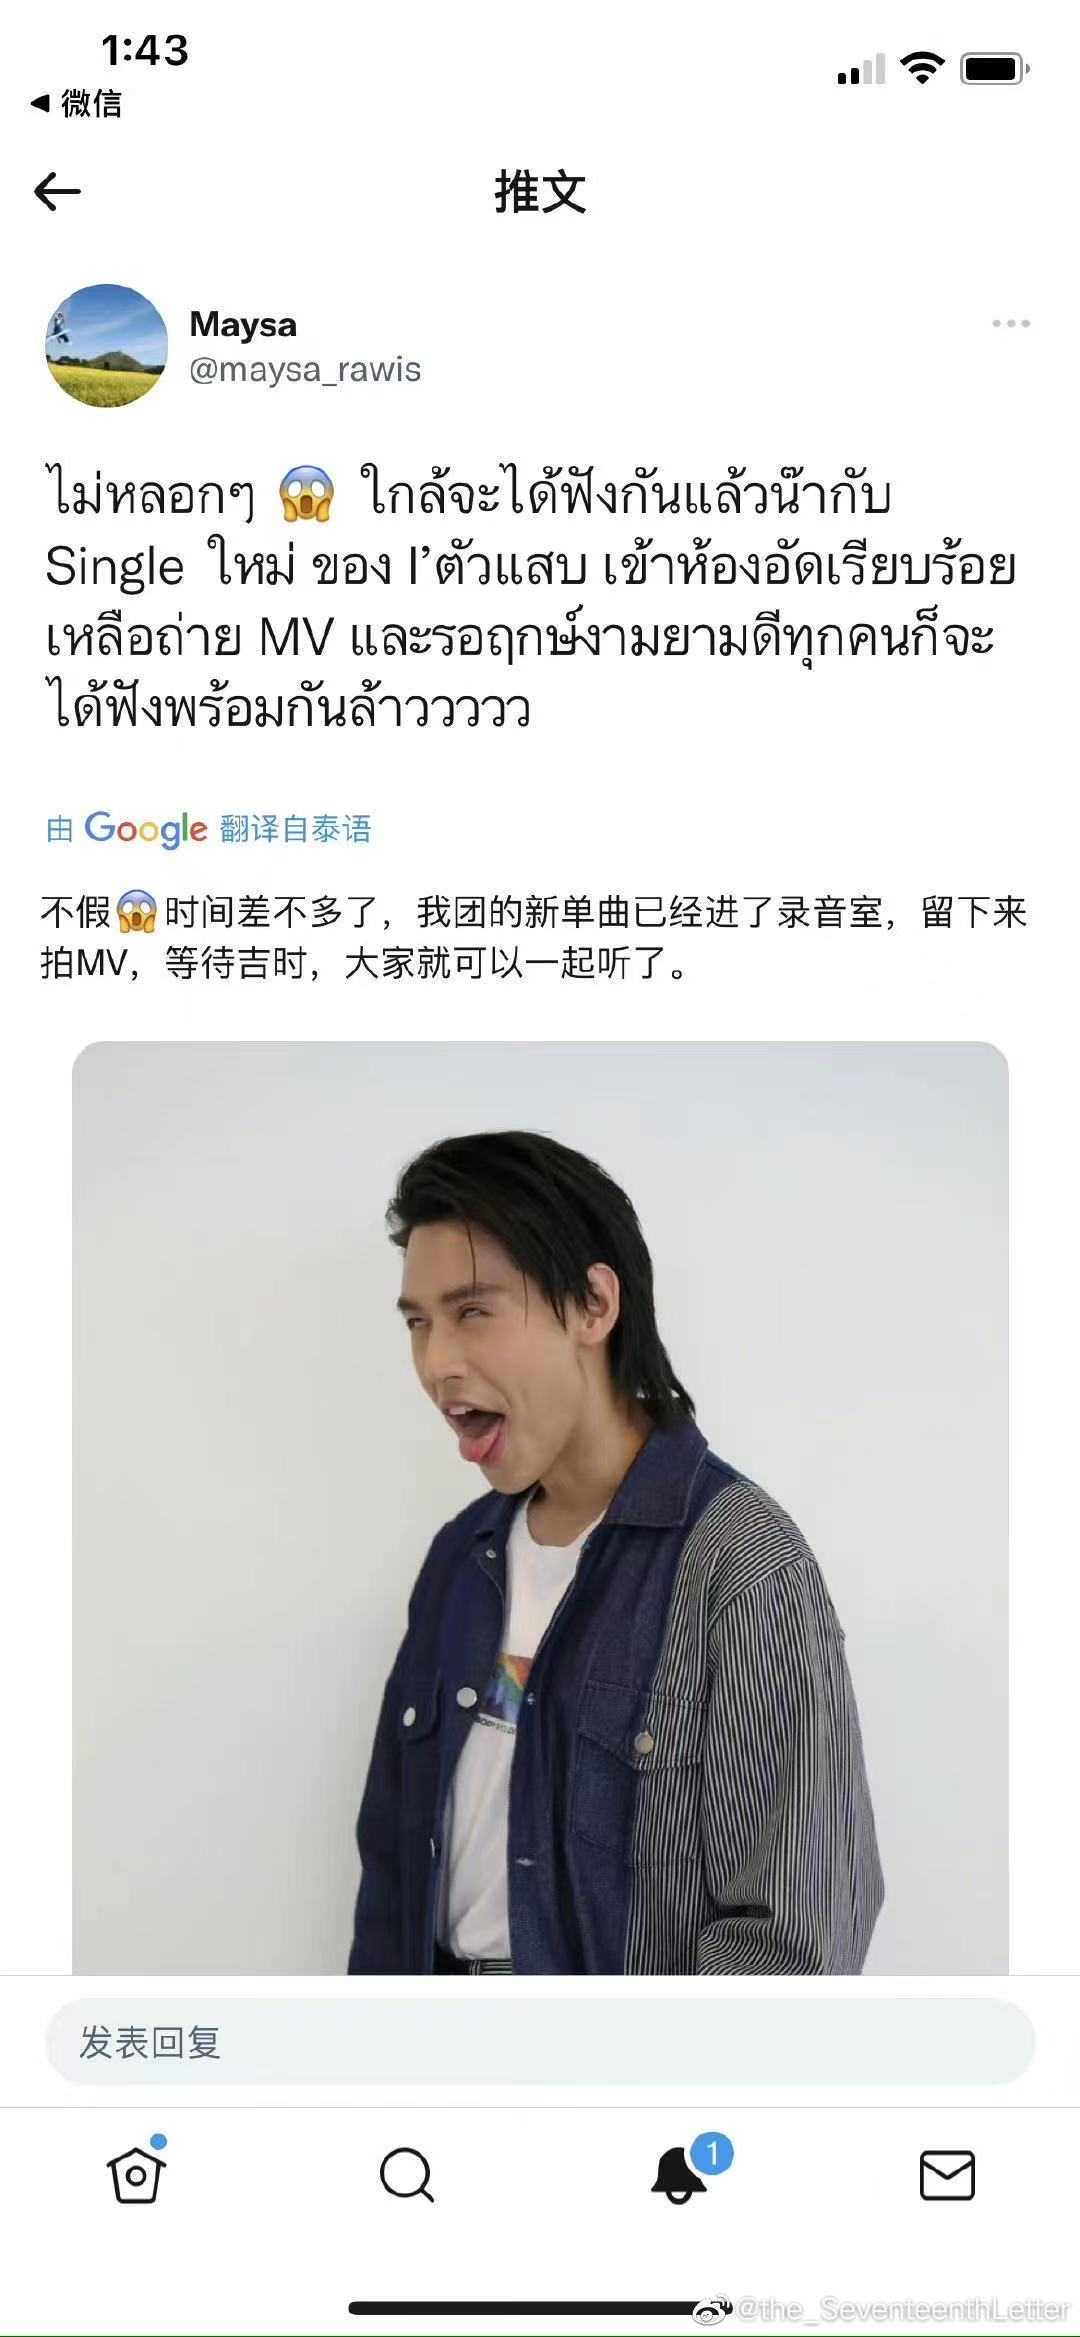 1:43
微信
推文
Maysa
@maysa_rawis
ไม่หลอกๆ 😱 ใกล้จะได้ฟังกันแล้วน๊ากับ
Single ใหม่ ของ I’ตัวแสบ เข้าห้องอัดเรียบร้อย
เหลือถ่าย MV และรอฤกษ์งามยามดีทุกคนก็จะ
ได้ฟังพร้อมกันล้าววววว
由 Google 翻译自泰语
不假😱时间差不多了，我团的新单曲已经进了录音室，留下来
拍MV，等待吉时，大家就可以一起听了。
发表回复
1
@the_SeventeenthLetter